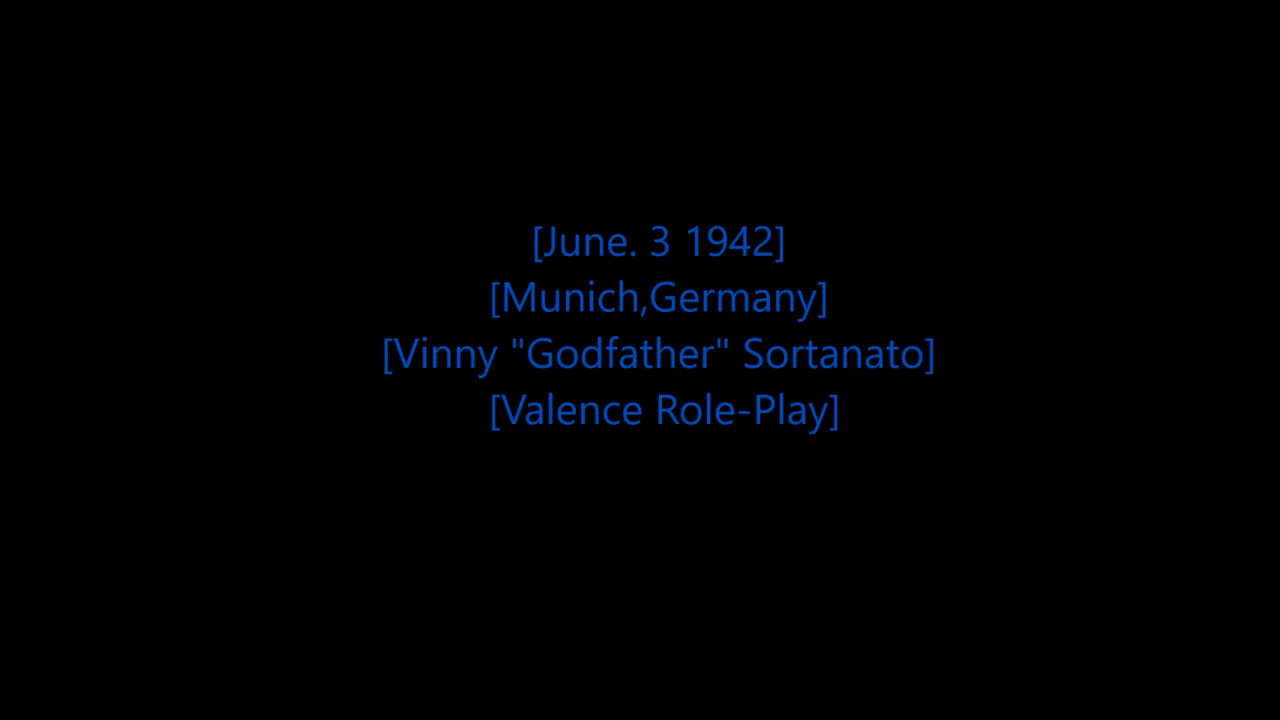 [June. 3 1942]
[Munich,Germany]
[Vinny "Godfather" Sortanato]
[Valence Role-Play]